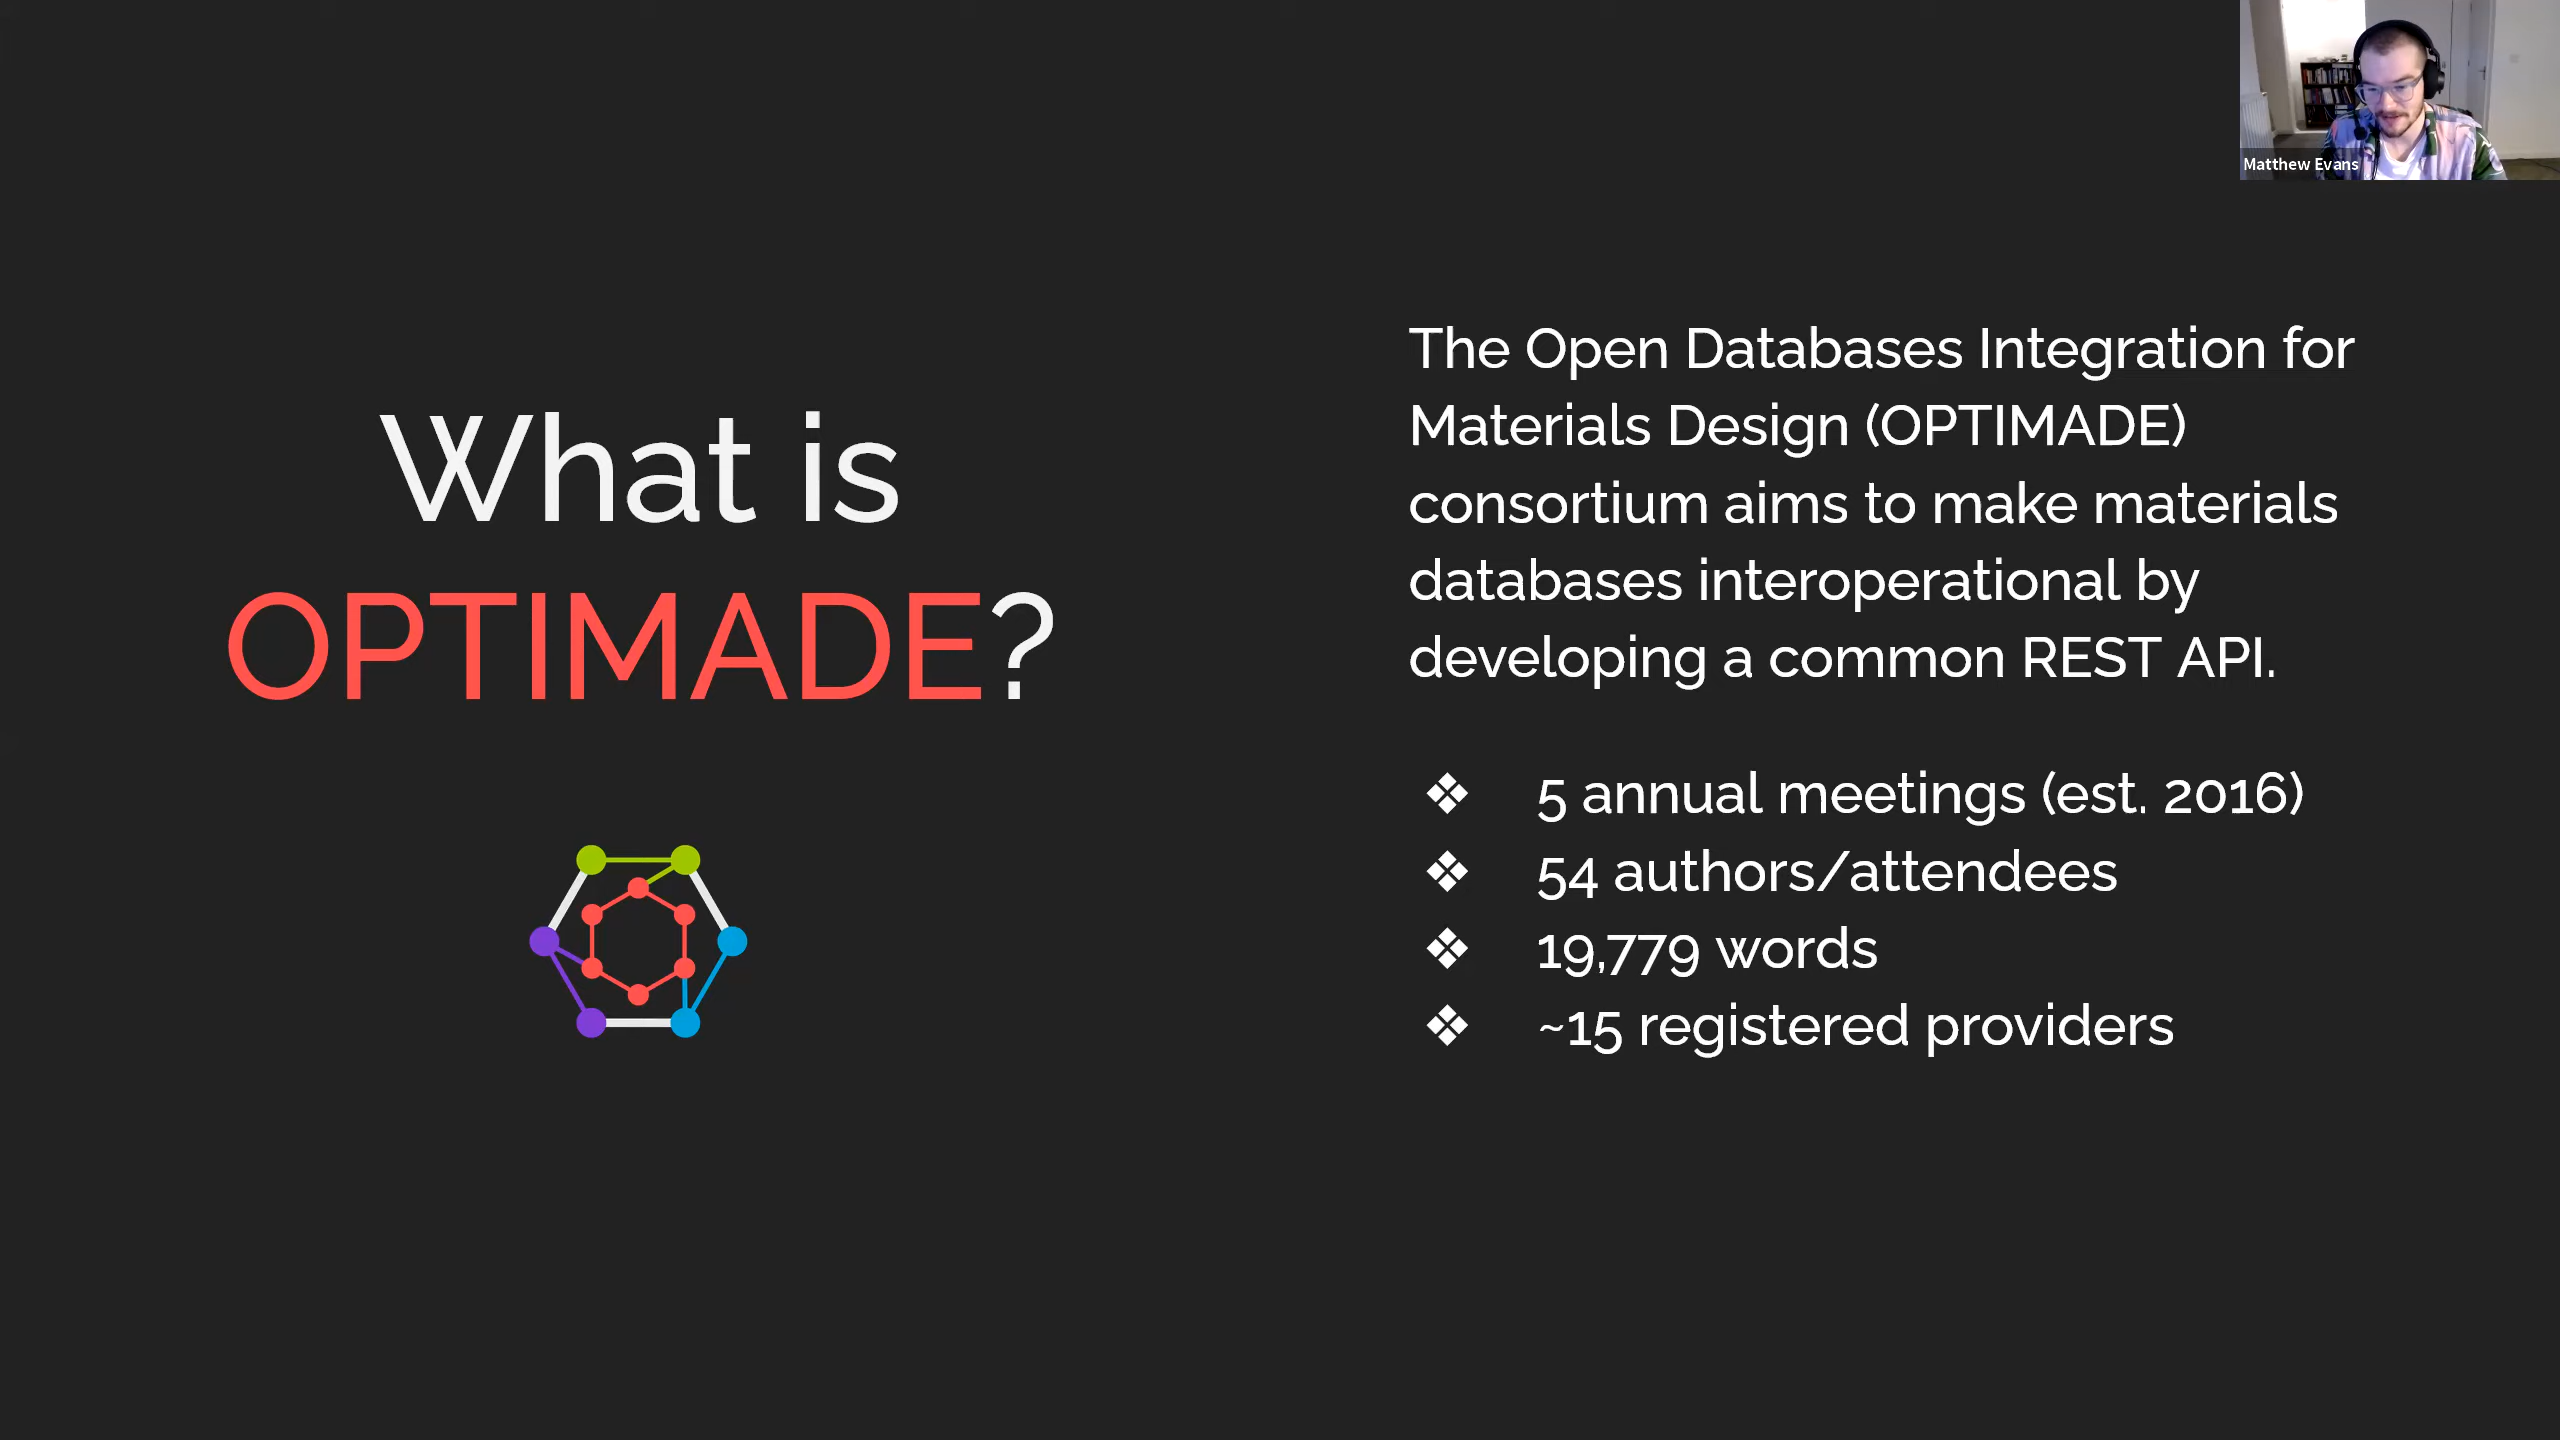 What is
OPTIMADE?
The Open Databases Integration for
Materials Design (OPTIMADE)
consortium aims to make materials
databases interoperational by
developing a common REST API.
❖ 5 annual meetings (est. 2016)
❖ 54 authors/attendees
❖ 19,779 words
❖ ~15 registered providers
Matthew Evans